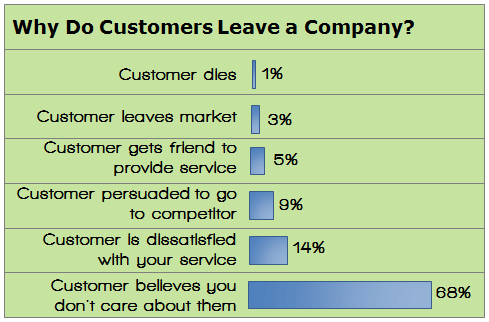 Why Do Customers Leave a Company?
Customer dies 1%
Customer leaves market 3%
Customer gets friend to
provide service 5%
Customer persuaded to go
to competitor 9%
Customer is dissatisfied
with your service 14%
Customer believes you
don't care about them 68%